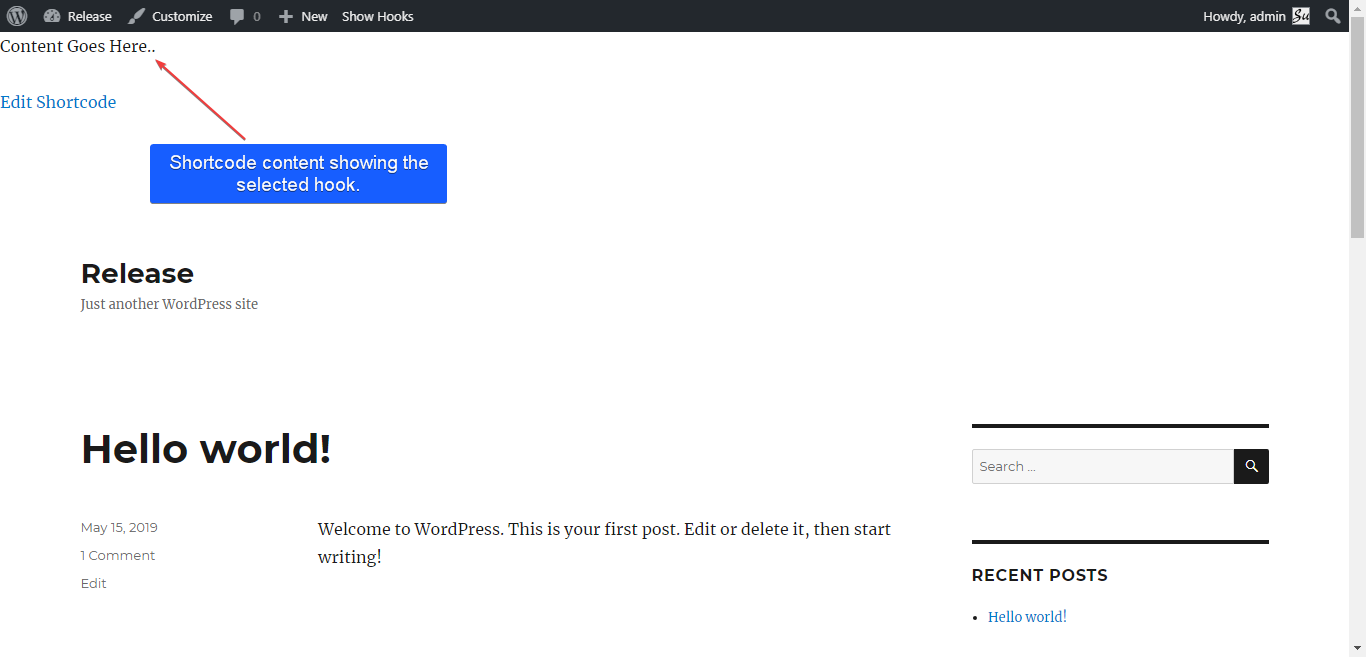 Release Customize 0 New Show Hooks Howdy, admin
Content Goes Here..
Edit Shortcode
Shortcode content showing the
selected hook.
Release
Just another WordPress site
Hello world!
Search ...
May 15, 2019
1 Comment
Edit
Welcome to WordPress. This is your first post. Edit or delete it, then start
writing!
RECENT POSTS
Hello world!